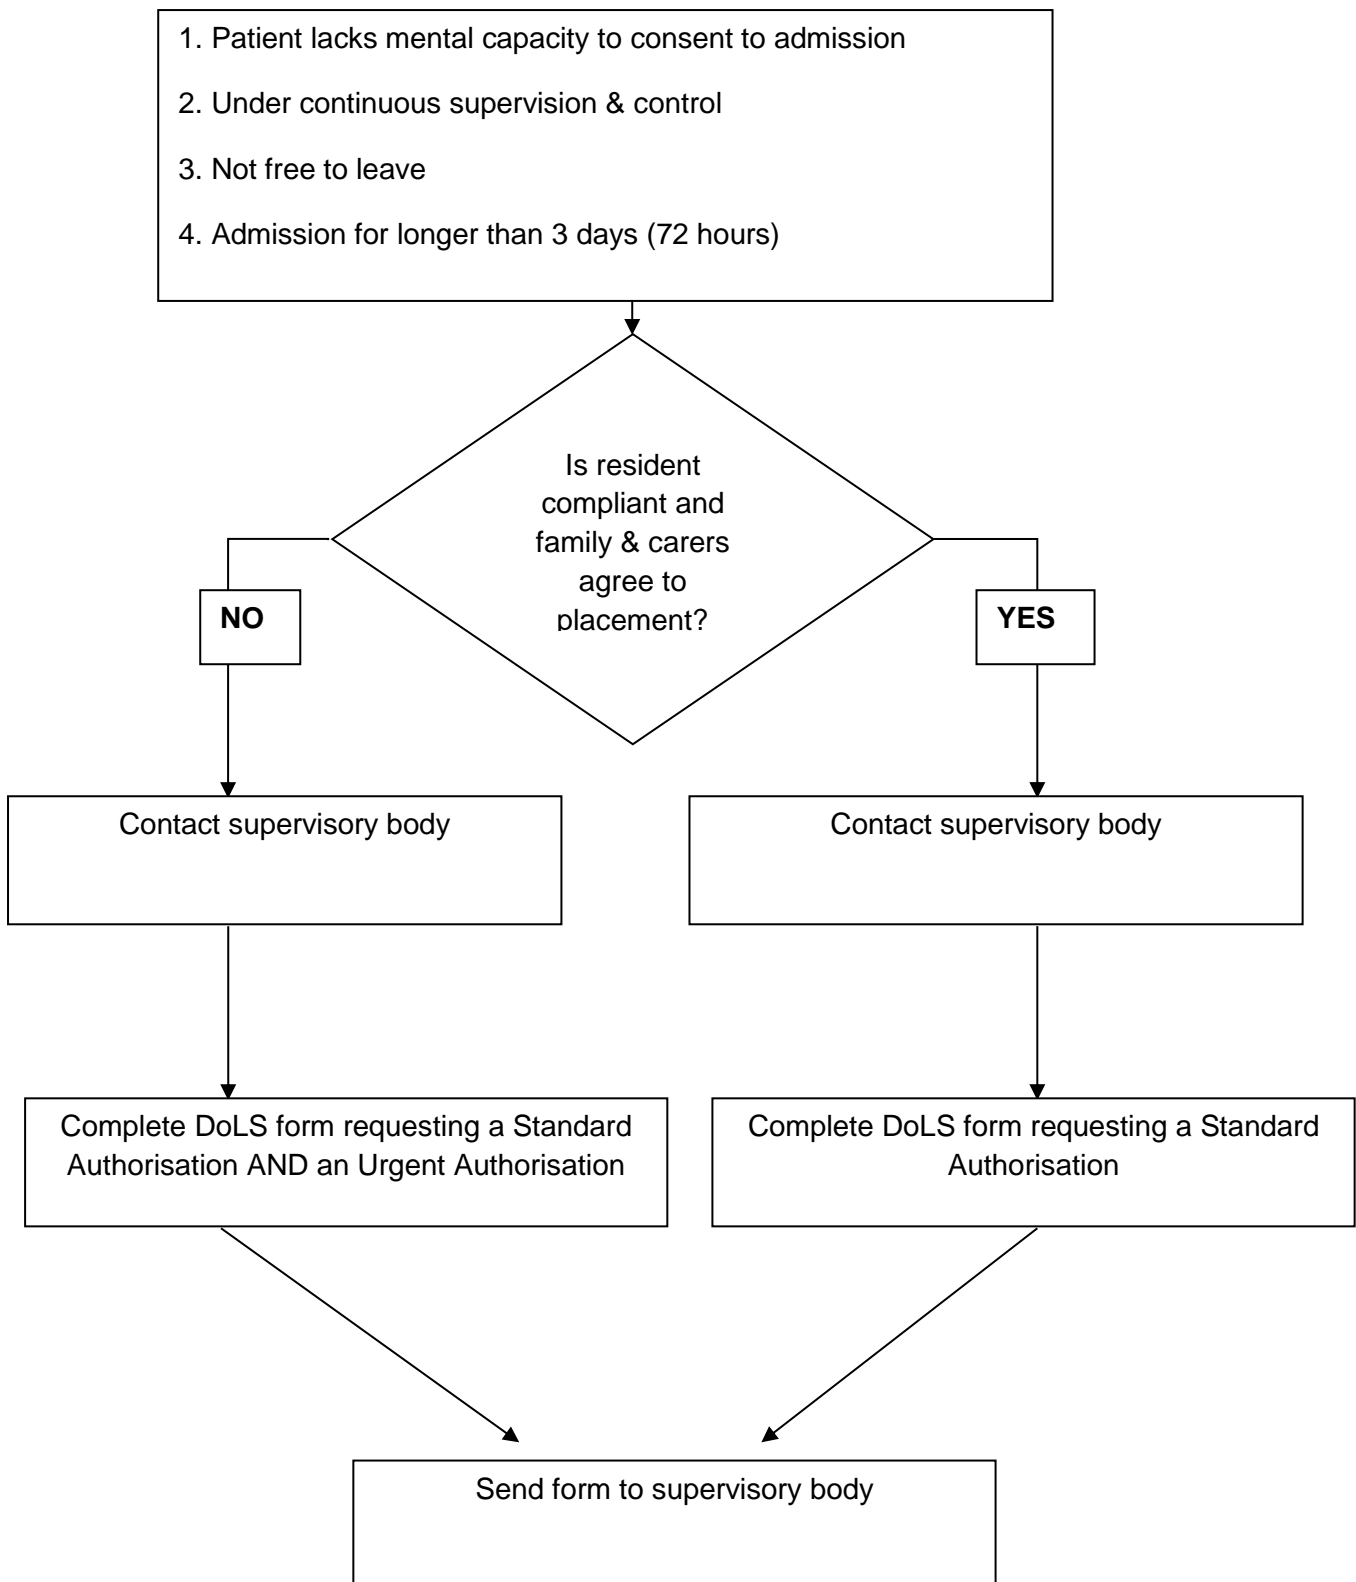 1. Patient lacks mental capacity to consent to admission
2. Under continuous supervision & control
3. Not free to leave
4. Admission for longer than 3 days (72 hours)
Is resident
compliant and
family & carers
agree to
placement?
NO
YES
Contact supervisory body
Contact supervisory body
Complete DoLS form requesting a Standard
Authorisation AND an Urgent Authorisation
Complete DoLS form requesting a Standard
Authorisation
Send form to supervisory body